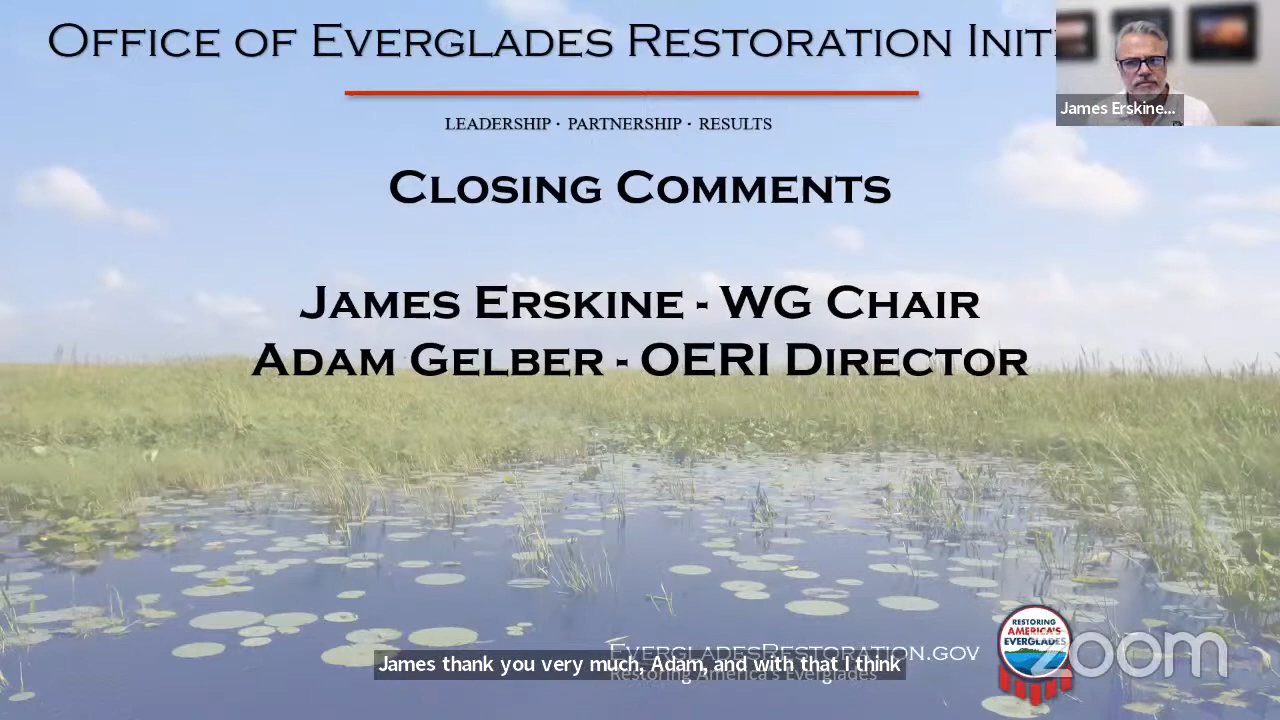 OFFICE OF EVERGLADES RESTORATION INIT
James Erskine...
LEADERSHIP · PARTNERSHIP · RESULTS
CLOSING COMMENTS
JAMES ERSKINE - WG CHAIR
ADAM GELBER - OERI DIRECTOR
RESTORING
AMERICA'S
EVERGLADES
EVERGLADESRESTORATION.GOV
zoom
James thank you very much, Adam, and with that I think
Restoring America's Everglades